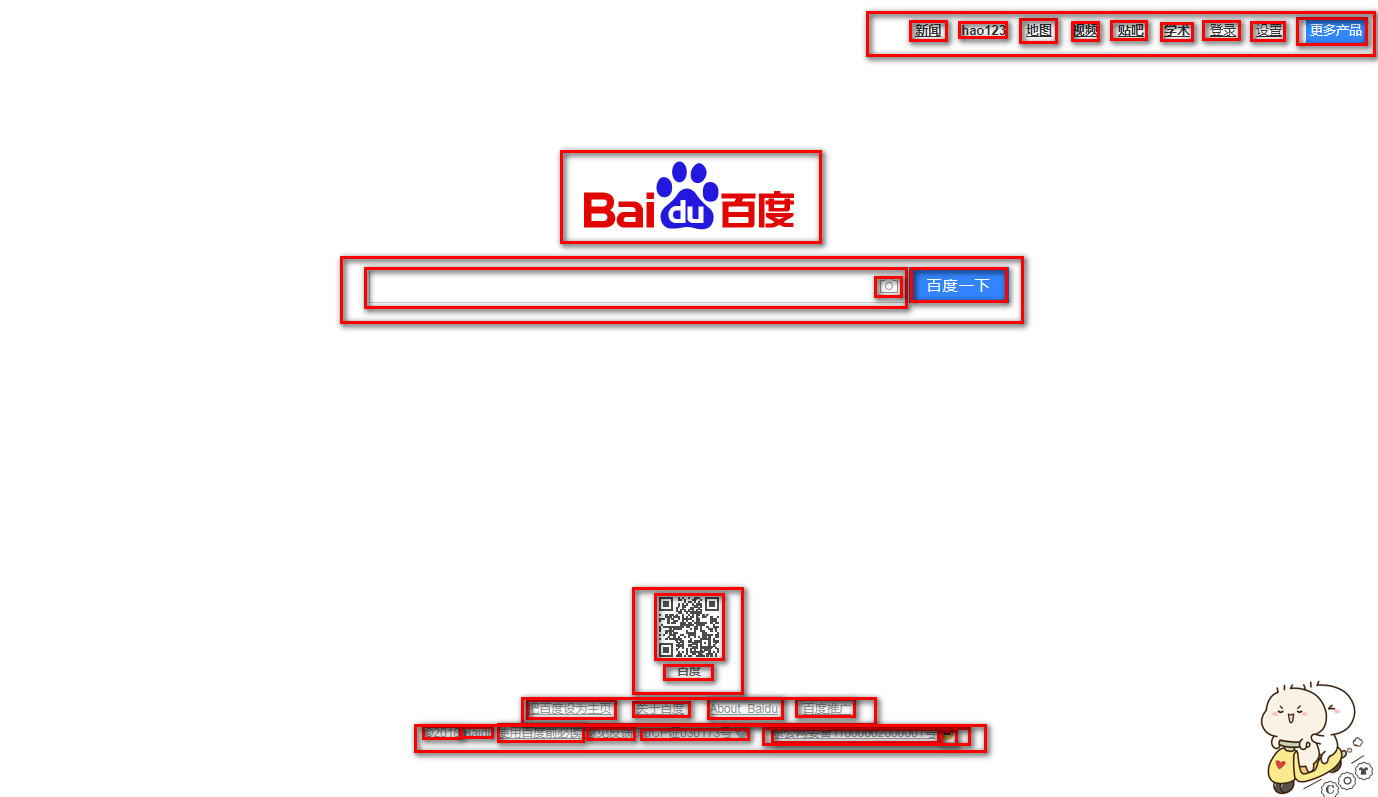 新闻 hao123 地图 视频 贴吧 学术 登录 设置 更多产品
Bai du 百度
百度一下
百度
把百度设为主页 关于百度 About Baidu 百度推广
©2018 Baidu 使用百度前必读 意见反馈 京ICP证030173号 京公网安备11000002000001号